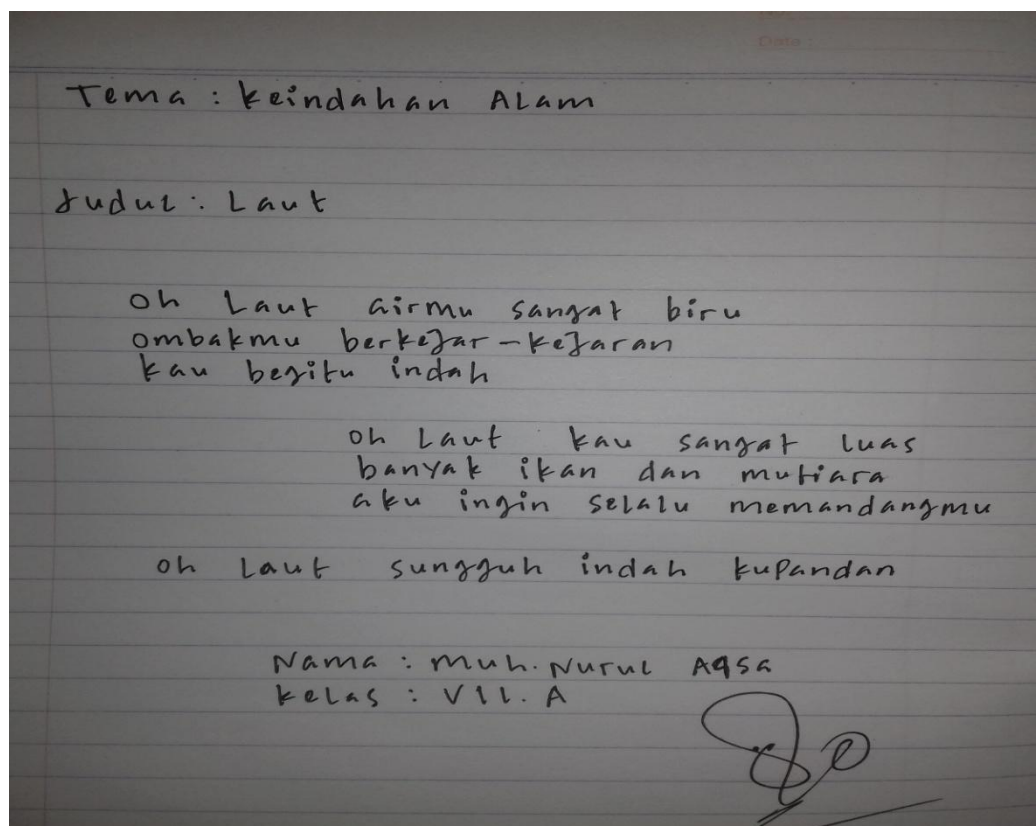 Date :
Tema : Keindahan Alam
Judul : Laut
oh Laut airmu sangat biru
ombakmu berkejar-kejaran
kau begitu indah
oh Laut kau sangat luas
banyak ikan dan mutiara
aku ingin selalu memandangmu
oh Laut sungguh indah kupandan
Nama : Muh. Nurul Aqsa
Kelas : VII. A
80